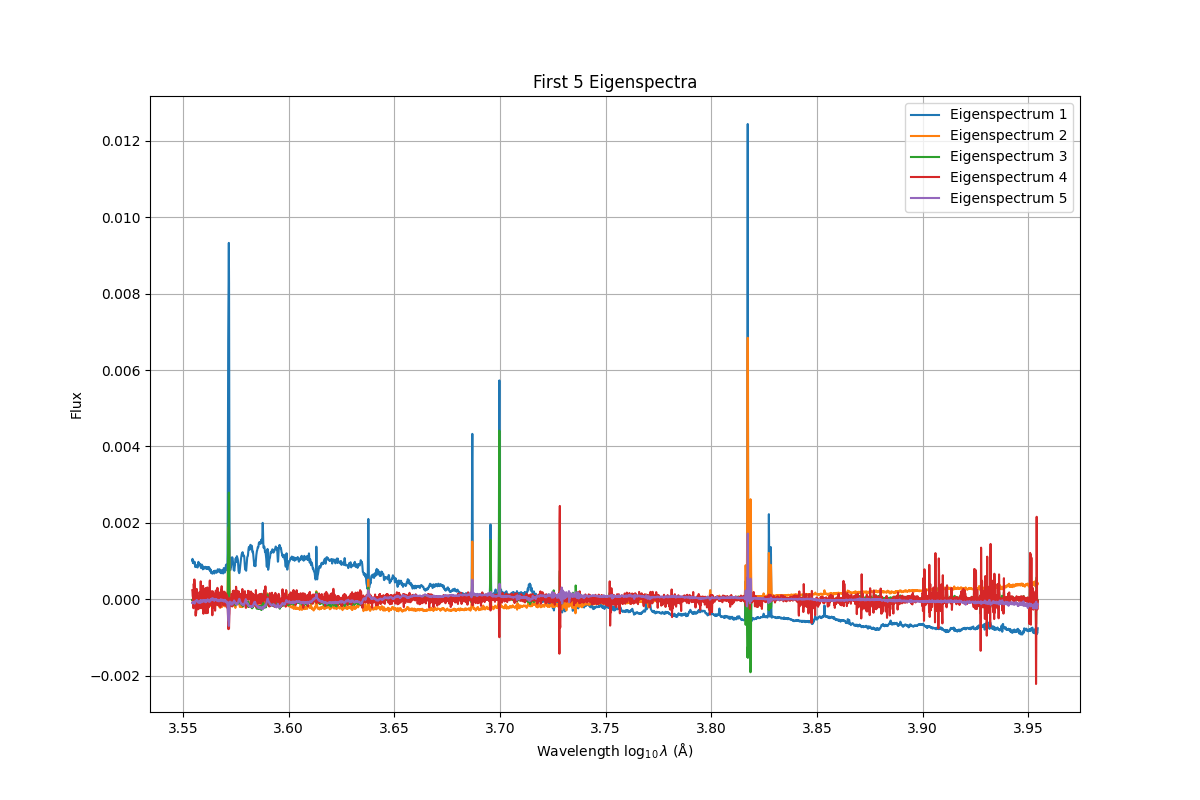 First 5 Eigenspectra
Eigenspectrum 1
Eigenspectrum 2
Eigenspectrum 3
Eigenspectrum 4
Eigenspectrum 5
0.012
0.010
0.008
0.006
0.004
0.002
0.000
−0.002
Flux
3.55 3.60 3.65 3.70 3.75 3.80 3.85 3.90 3.95
Wavelength log₁₀λ (Å)